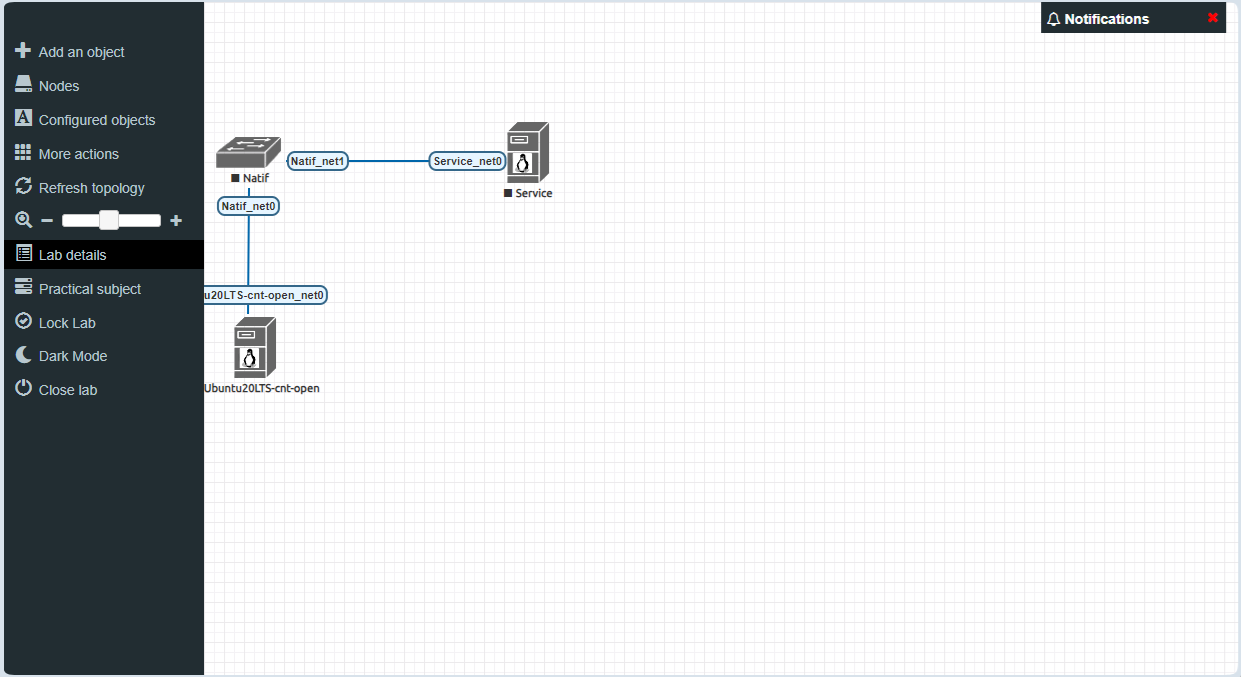 Notifications
Add an object
Nodes
Configured objects
More actions
Refresh topology
Lab details
Practical subject
Lock Lab
Dark Mode
Close lab
Natif_net1
Service_net0
Natif
Service
Natif_net0
u20LTS-cnt-open_net0
Ubuntu20LTS-cnt-open